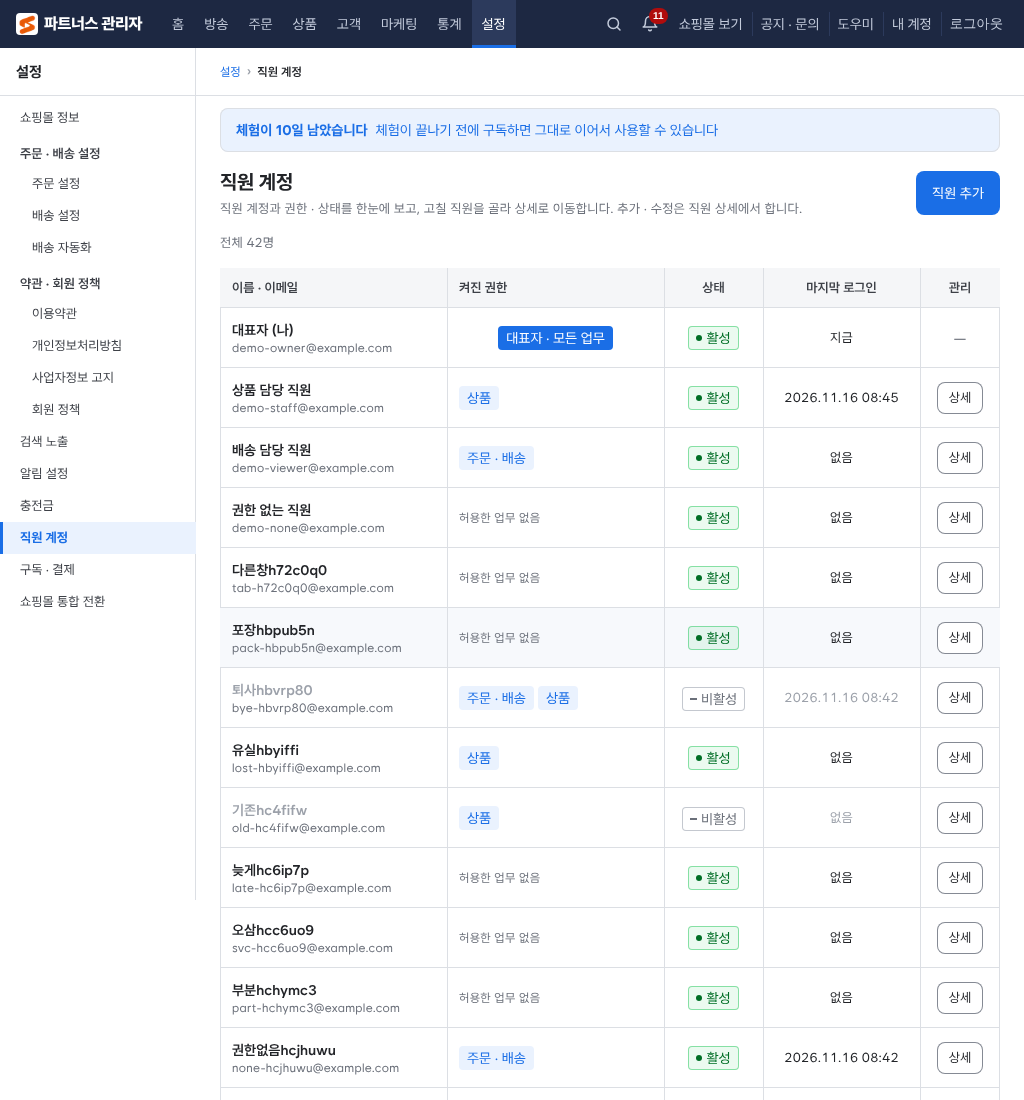 파트너스 관리자 홈 방송 주문 상품 고객 마케팅 통계 설정 11 쇼핑몰 보기 공지 · 문의 도우미 내 계정 로그아웃
설정
쇼핑몰 정보
주문 · 배송 설정
주문 설정
배송 설정
배송 자동화
약관 · 회원 정책
이용약관
개인정보처리방침
사업자정보 고지
회원 정책
검색 노출
알림 설정
충전금
직원 계정
구독 · 결제
쇼핑몰 통합 전환
설정 › 직원 계정
체험이 10일 남았습니다 체험이 끝나기 전에 구독하면 그대로 이어서 사용할 수 있습니다
직원 계정
직원 계정과 권한 · 상태를 한눈에 보고, 고칠 직원을 골라 상세로 이동합니다. 추가 · 수정은 직원 상세에서 합니다.
직원 추가
전체 42명
이름 · 이메일 켜진 권한 상태 마지막 로그인 관리
대표자 (나)
demo-owner@example.com
대표자 · 모든 업무 활성 지금 —
상품 담당 직원
demo-staff@example.com
상품 활성 2026.11.16 08:45 상세
배송 담당 직원
demo-viewer@example.com
주문 · 배송 활성 없음 상세
권한 없는 직원
demo-none@example.com
허용한 업무 없음 활성 없음 상세
다른창h72c0q0
tab-h72c0q0@example.com
허용한 업무 없음 활성 없음 상세
포장hbpub5n
pack-hbpub5n@example.com
허용한 업무 없음 활성 없음 상세
퇴사hbvrp80
bye-hbvrp80@example.com
주문 · 배송 상품 비활성 2026.11.16 08:42 상세
유실hbyiffi
lost-hbyiffi@example.com
상품 활성 없음 상세
기존hc4fifw
old-hc4fifw@example.com
상품 비활성 없음 상세
늦게hc6ip7p
late-hc6ip7p@example.com
허용한 업무 없음 활성 없음 상세
오삼hcc6uo9
svc-hcc6uo9@example.com
허용한 업무 없음 활성 없음 상세
부분hchymc3
part-hchymc3@example.com
허용한 업무 없음 활성 없음 상세
권한없음hcjhuwu
none-hcjhuwu@example.com
주문 · 배송 활성 2026.11.16 08:42 상세